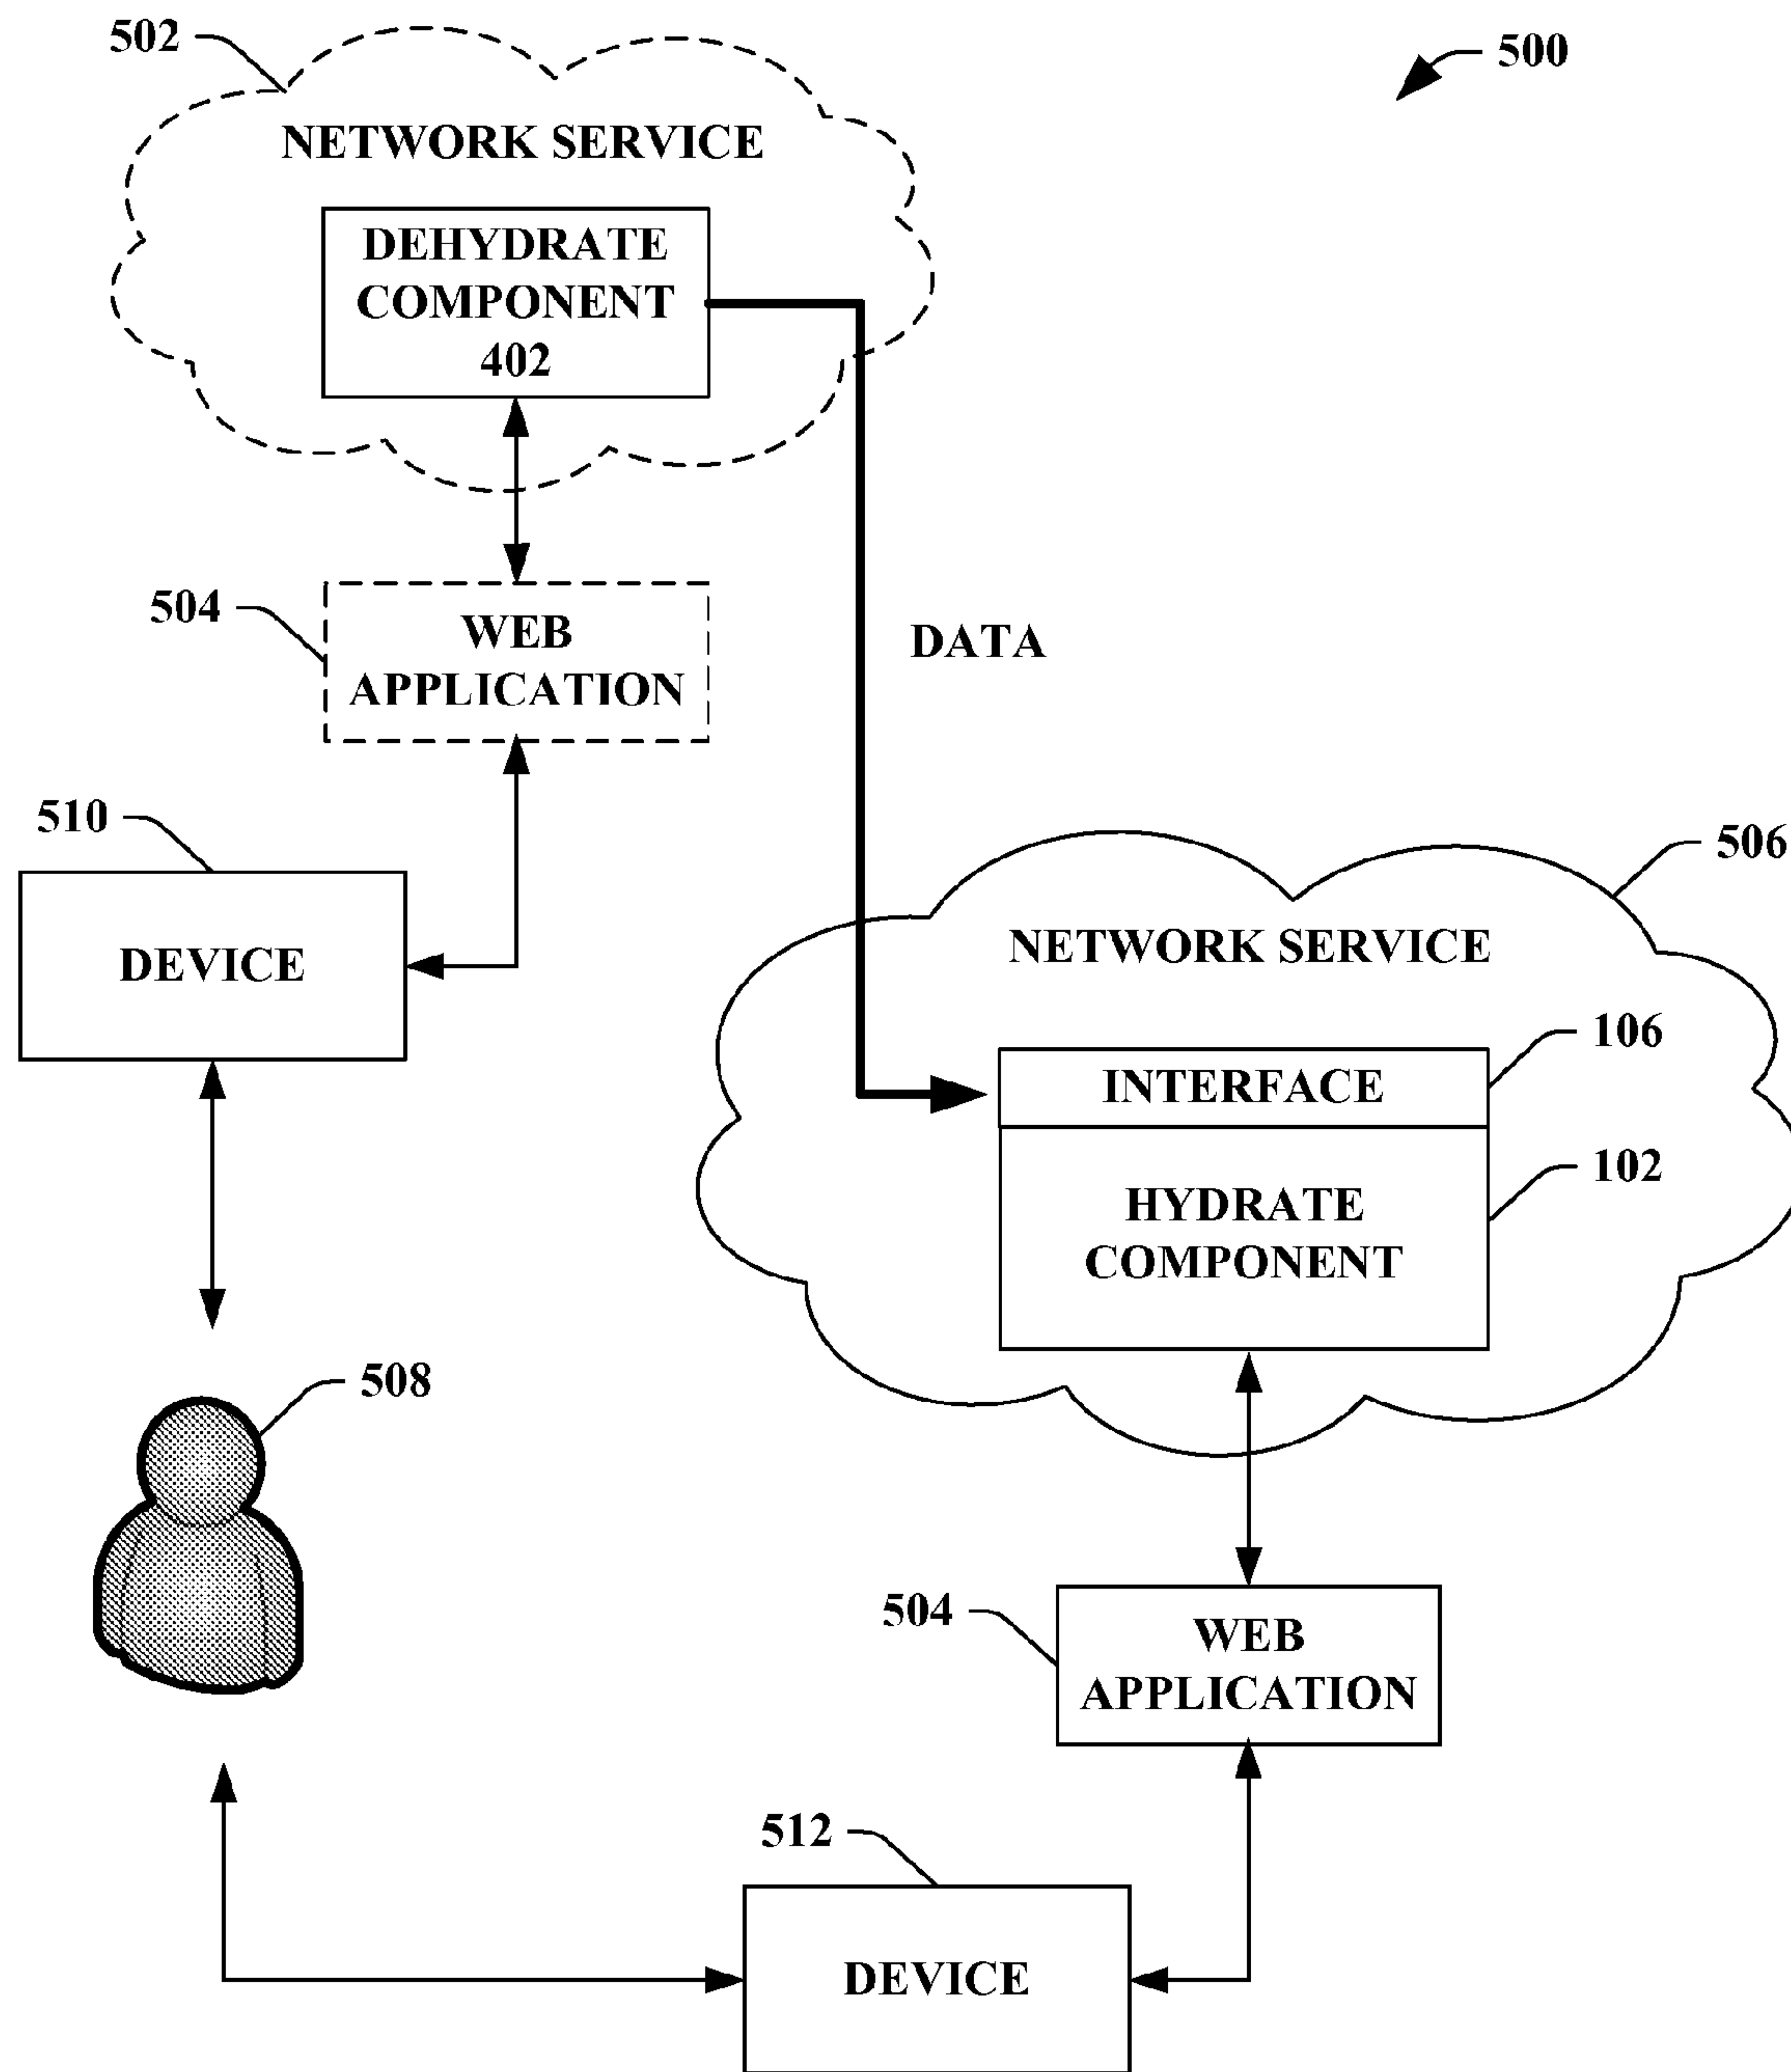 502
500
NETWORK SERVICE
DEHYDRATE
COMPONENT
402
504
WEB
APPLICATION
DATA
510
DEVICE
506
NETWORK SERVICE
106
INTERFACE
102
HYDRATE
COMPONENT
508
504
WEB
APPLICATION
512
DEVICE